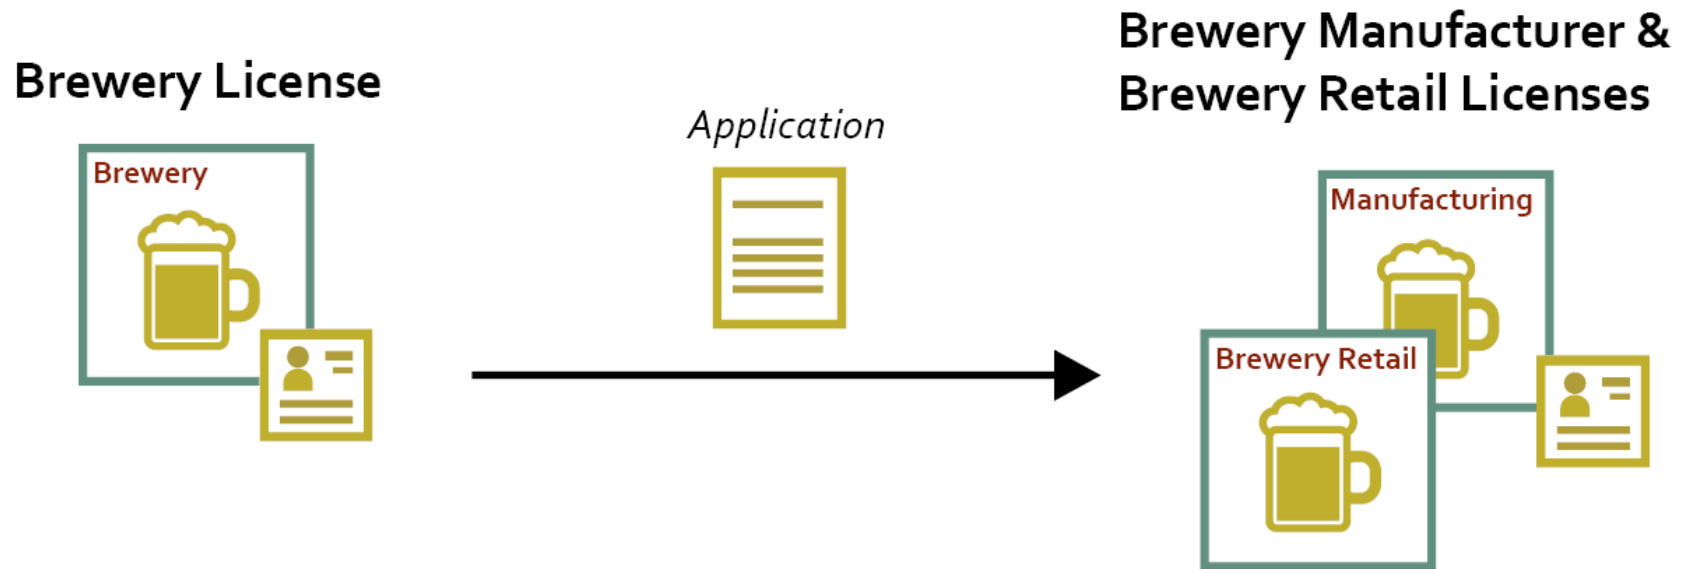 Brewery License
Brewery
Application
Brewery Manufacturer &
Brewery Retail Licenses
Manufacturing
Brewery Retail